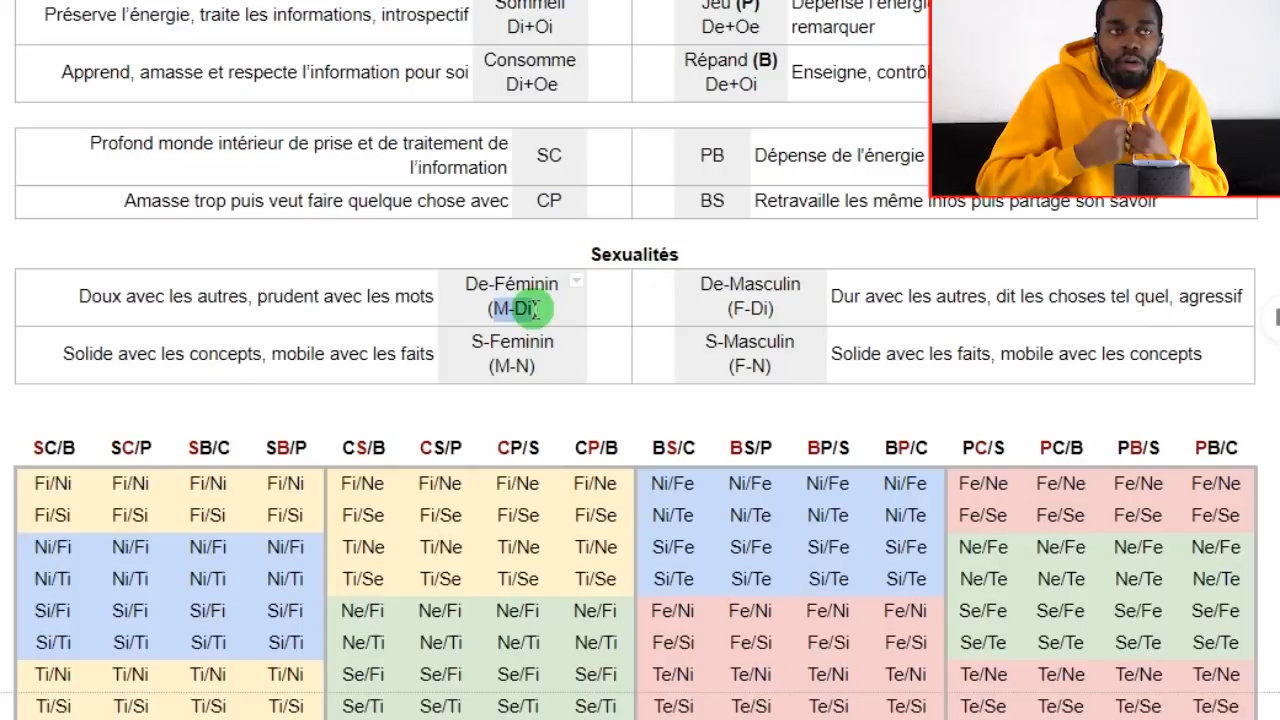 Préserve l’énergie, traite les informations, introspectif
Sommeil
Di+Oi
Jeu (P)
De+Oe
Dépense l'énergie
remarquer
Apprend, amasse et respecte l’information pour soi
Consomme
Di+Oe
Répand (B)
De+Oi
Enseigne, contrôl
Profond monde intérieur de prise et de traitement de
l’information
SC
PB
Dépense de l'énergie
Amasse trop puis veut faire quelque chose avec
CP
BS
Retravaille les même infos puis partage son savoir
Sexualités
Doux avec les autres, prudent avec les mots
De-Féminin
(M-Di)
De-Masculin
(F-Di)
Dur avec les autres, dit les choses tel quel, agressif
Solide avec les concepts, mobile avec les faits
S-Feminin
(M-N)
S-Masculin
(F-N)
Solide avec les faits, mobile avec les concepts
SC/B SC/P SB/C SB/P CS/B CS/P CP/S CP/B BS/C BS/P BP/S BP/C PC/S PC/B PB/S PB/C
Fi/Ni Fi/Ni Fi/Ni Fi/Ni Fi/Ne Fi/Ne Fi/Ne Fi/Ne Ni/Fe Ni/Fe Ni/Fe Ni/Fe Fe/Ne Fe/Ne Fe/Ne Fe/Ne
Fi/Si Fi/Si Fi/Si Fi/Si Fi/Se Fi/Se Fi/Se Fi/Se Ni/Te Ni/Te Ni/Te Ni/Te Fe/Se Fe/Se Fe/Se Fe/Se
Ni/Fi Ni/Fi Ni/Fi Ni/Fi Ti/Ne Ti/Ne Ti/Ne Ti/Ne Si/Fe Si/Fe Si/Fe Si/Fe Ne/Fe Ne/Fe Ne/Fe Ne/Fe
Ni/Ti Ni/Ti Ni/Ti Ni/Ti Ti/Se Ti/Se Ti/Se Ti/Se Si/Te Si/Te Si/Te Si/Te Ne/Te Ne/Te Ne/Te Ne/Te
Si/Fi Si/Fi Si/Fi Si/Fi Ne/Fi Ne/Fi Ne/Fi Ne/Fi Fe/Ni Fe/Ni Fe/Ni Fe/Ni Se/Fe Se/Fe Se/Fe Se/Fe
Si/Ti Si/Ti Si/Ti Si/Ti Ne/Ti Ne/Ti Ne/Ti Ne/Ti Fe/Si Fe/Si Fe/Si Fe/Si Se/Te Se/Te Se/Te Se/Te
Ti/Ni Ti/Ni Ti/Ni Ti/Ni Se/Fi Se/Fi Se/Fi Se/Fi Te/Ni Te/Ni Te/Ni Te/Ni Te/Ne Te/Ne Te/Ne Te/Ne
Ti/Si Ti/Si Ti/Si Ti/Si Se/Ti Se/Ti Se/Ti Se/Ti Te/Si Te/Si Te/Si Te/Si Te/Se Te/Se Te/Se Te/Se